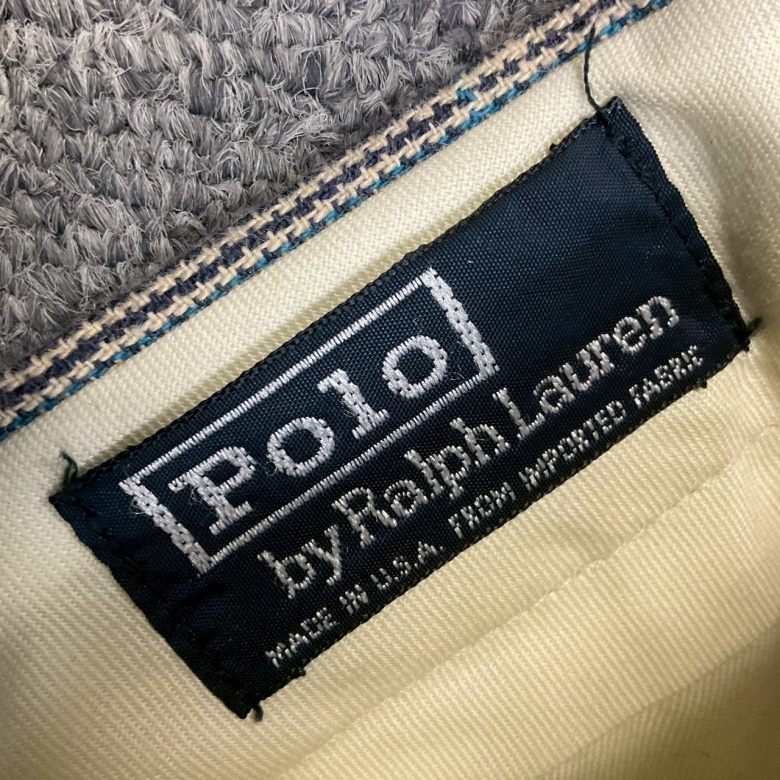 Polo
by Ralph Lauren
MADE IN U.S.A. FROM IMPORTED FABRIC